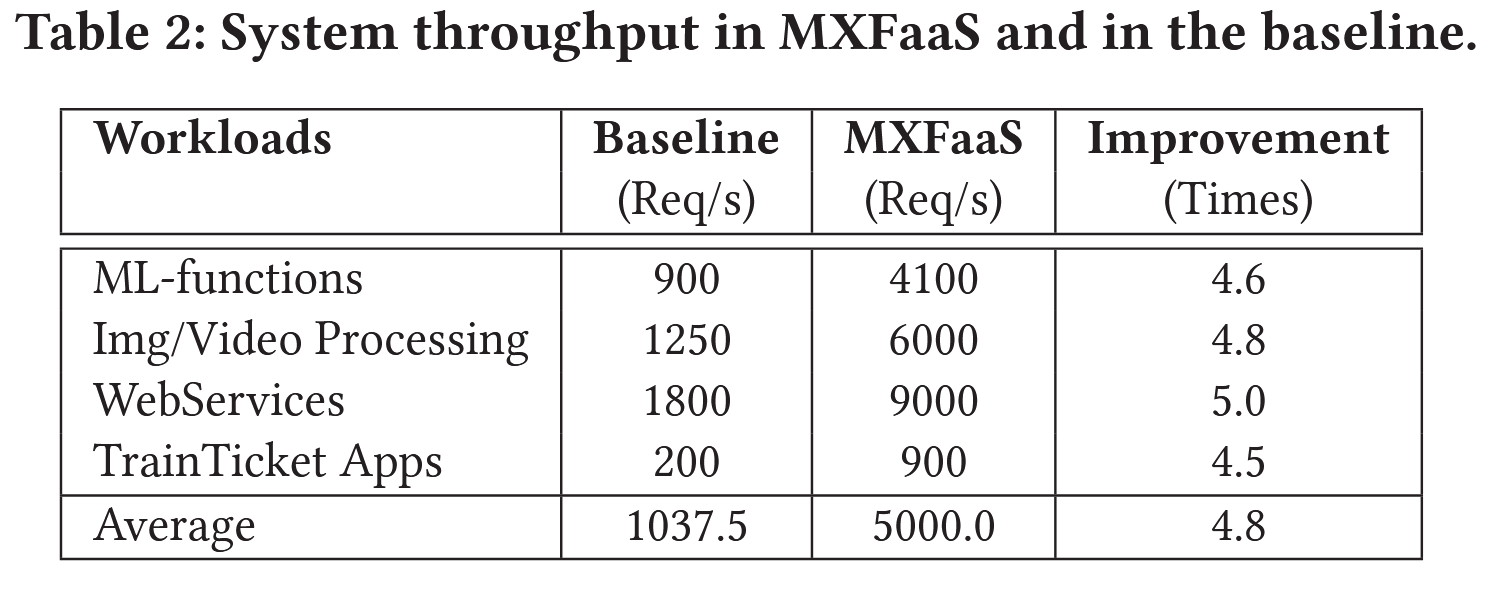 Table 2: System throughput in MXFaaS and in the baseline.
Workloads Baseline MXFaaS Improvement
(Req/s) (Req/s) (Times)
ML-functions 900 4100 4.6
Img/Video Processing 1250 6000 4.8
WebServices 1800 9000 5.0
TrainTicket Apps 200 900 4.5
Average 1037.5 5000.0 4.8